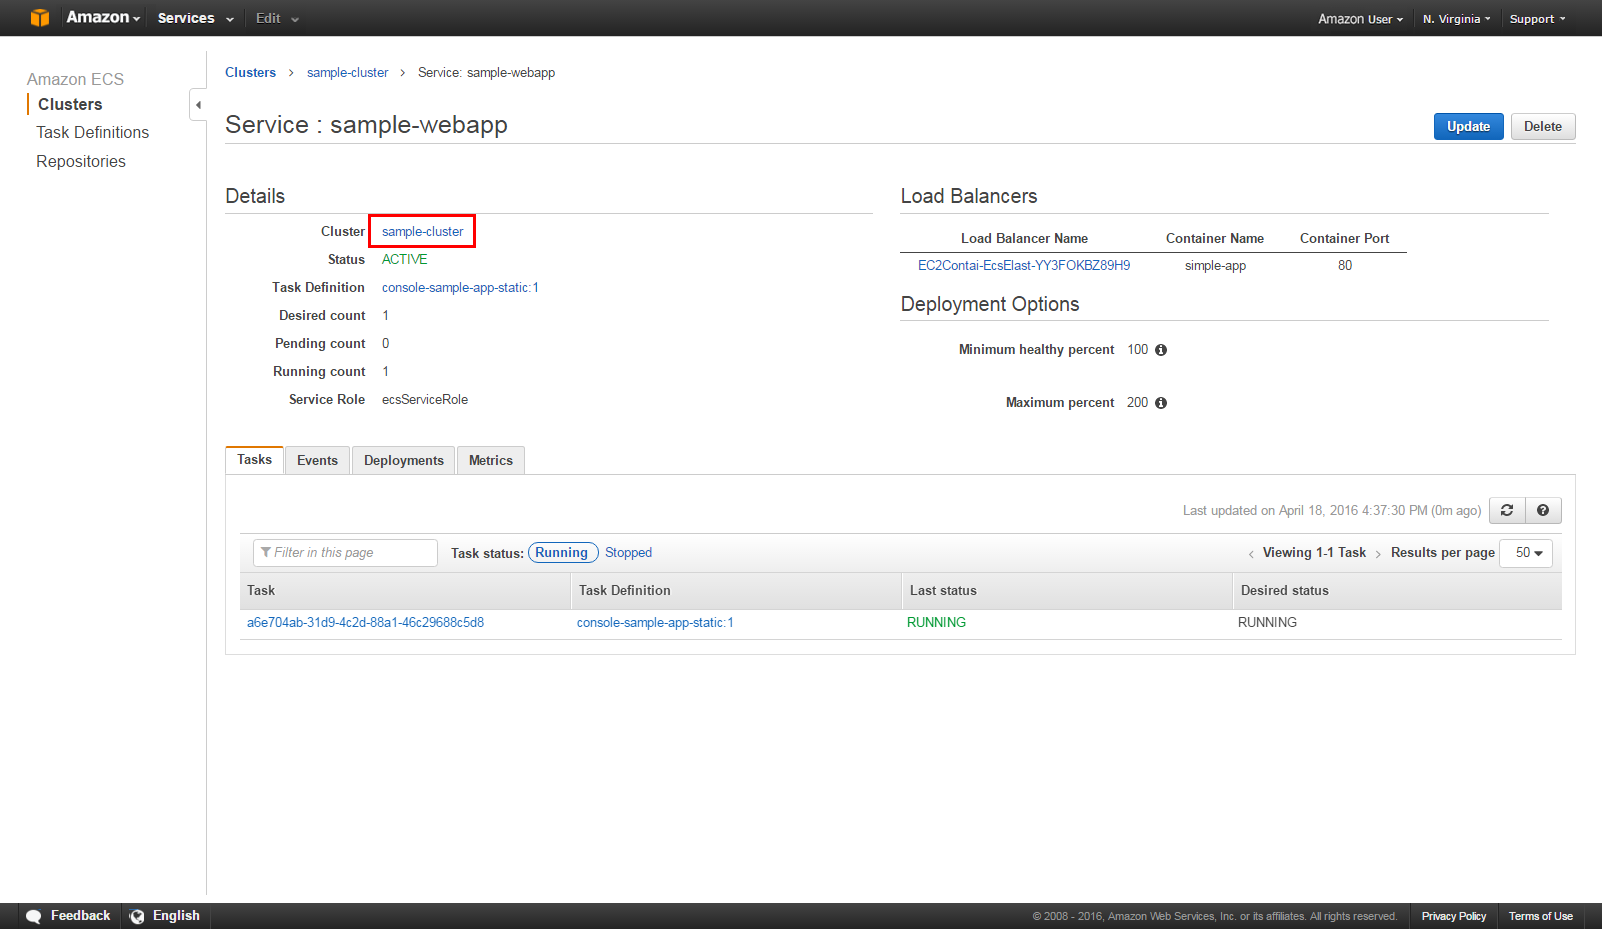 Amazon Services Edit Amazon User N. Virginia Support
Amazon ECS
Clusters
Task Definitions
Repositories
Clusters > sample-cluster > Service: sample-webapp
Service : sample-webapp
Update Delete
Details
Cluster sample-cluster
Status ACTIVE
Task Definition console-sample-app-static:1
Desired count 1
Pending count 0
Running count 1
Service Role ecsServiceRole
Load Balancers
Load Balancer Name Container Name Container Port
EC2Contai-EcsElast-YY3FOKBZ89H9 simple-app 80
Deployment Options
Minimum healthy percent 100
Maximum percent 200
Tasks Events Deployments Metrics
Last updated on April 18, 2016 4:37:30 PM (0m ago)
Filter in this page Task status: Running Stopped < Viewing 1-1 Task > Results per page 50
Task Task Definition Last status Desired status
a6e704ab-31d9-4c2d-88a1-46c29688c5d8 console-sample-app-static:1 RUNNING RUNNING
Feedback English © 2008 - 2016, Amazon Web Services, Inc. or its affiliates. All rights reserved. Privacy Policy Terms of Use